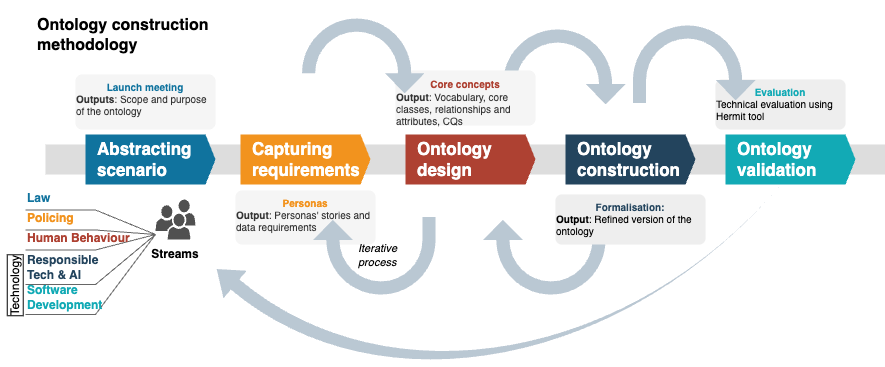 Ontology construction
methodology
Launch meeting
Outputs: Scope and purpose
of the ontology
Core concepts
Output: Vocabulary, core
classes, relationships and
attributes, CQs
Evaluation
Technical evaluation using
Hermit tool
Abstracting
scenario
Capturing
requirements
Ontology
design
Ontology
construction
Ontology
validation
Personas
Output: Personas' stories and
data requirements
Formalisation:
Output: Refined version of the
ontology
Iterative
process
Law
Policing
Human Behaviour
Responsible
Tech & AI
Software
Development
Technology
Streams